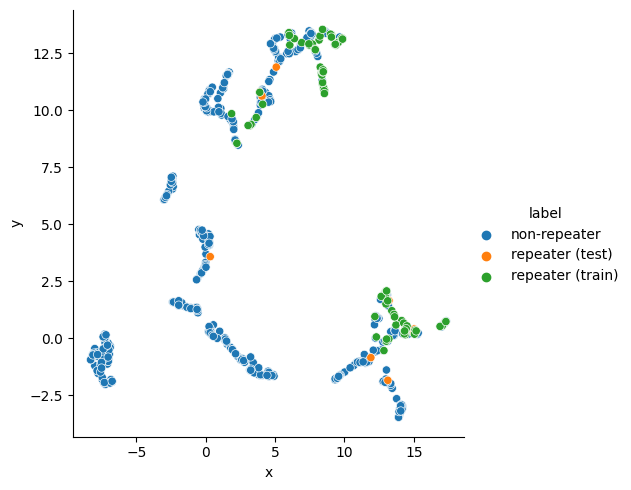 12.5
10.0
7.5
5.0
2.5
0.0
−2.5
y
−5
0
5
10
15
x
label
non-repeater
repeater (test)
repeater (train)